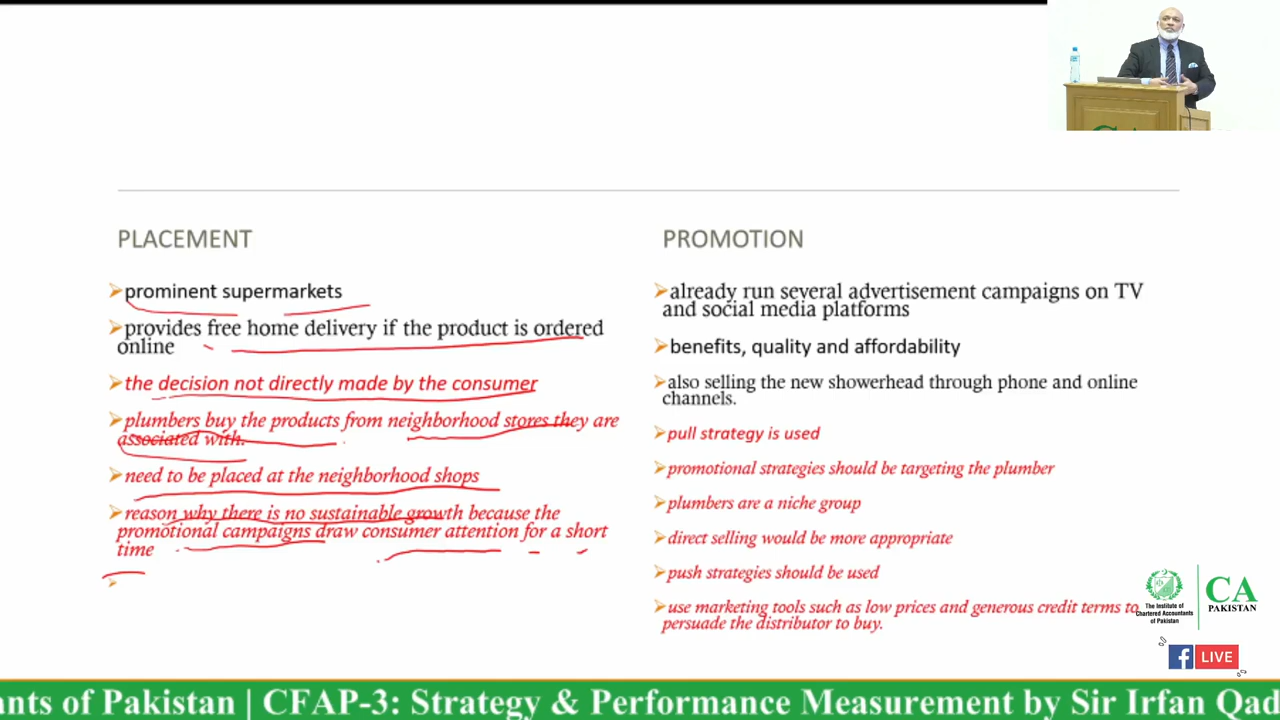 PLACEMENT
prominent supermarkets
provides free home delivery if the product is ordered
online
the decision not directly made by the consumer
plumbers buy the products from neighborhood stores they are
associated with.
need to be placed at the neighborhood shops
reason why there is no sustainable growth because the
promotional campaigns draw consumer attention for a short
time
PROMOTION
already run several advertisement campaigns on TV
and social media platforms
benefits, quality and affordability
also selling the new showerhead through phone and online
channels.
pull strategy is used
promotional strategies should be targeting the plumber
plumbers are a niche group
direct selling would be more appropriate
push strategies should be used
use marketing tools such as low prices and generous credit terms to
persuade the distributor to buy.
The Institute of
Chartered Accountants
of Pakistan
CA
PAKISTAN
f LIVE
ants of Pakistan | CFAP-3: Strategy & Performance Measurement by Sir Irfan Qad